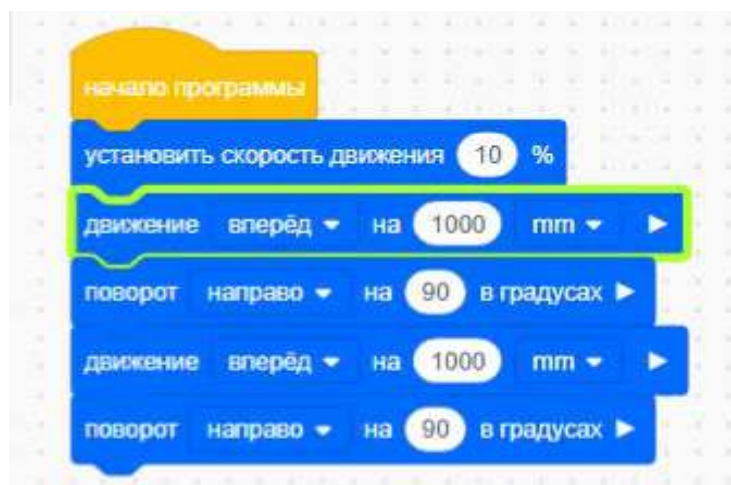 начало программы
установить скорость движения 10 %
движение вперёд на 1000 mm
поворот направо на 90 в градусах
движение вперёд на 1000 mm
поворот направо на 90 в градусах